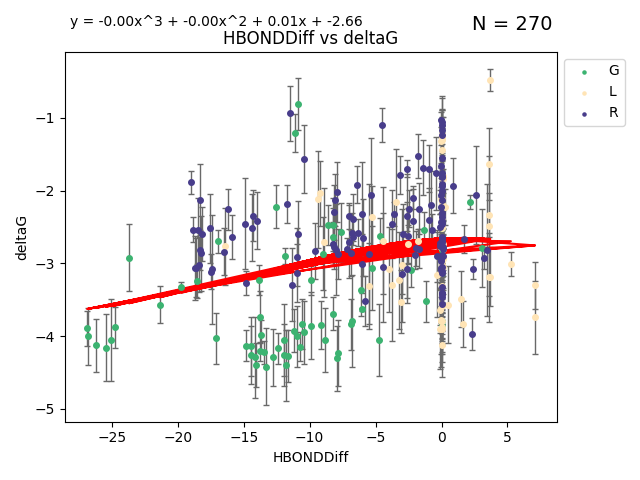 y = -0.00x^3 + -0.00x^2 + 0.01x + -2.66
N = 270
HBONDDiff vs deltaG
G
L
R
deltaG
−1
−2
−3
−4
−5
−25
−20
−15
−10
−5
0
5
HBONDDiff